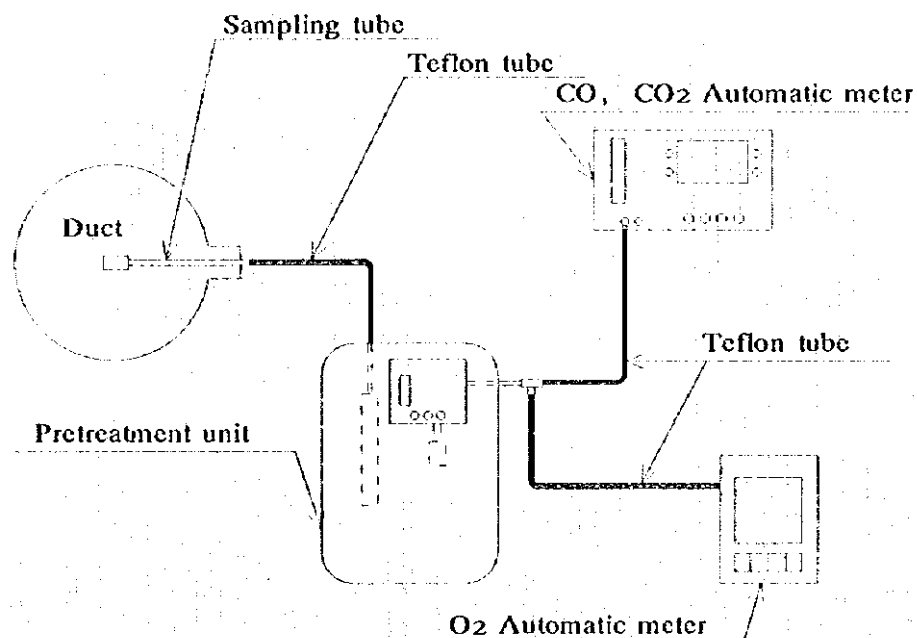 Sampling tube
Teflon tube
CO, CO2 Automatic meter
Duct
Teflon tube
Pretreatment unit
O2 Automatic meter